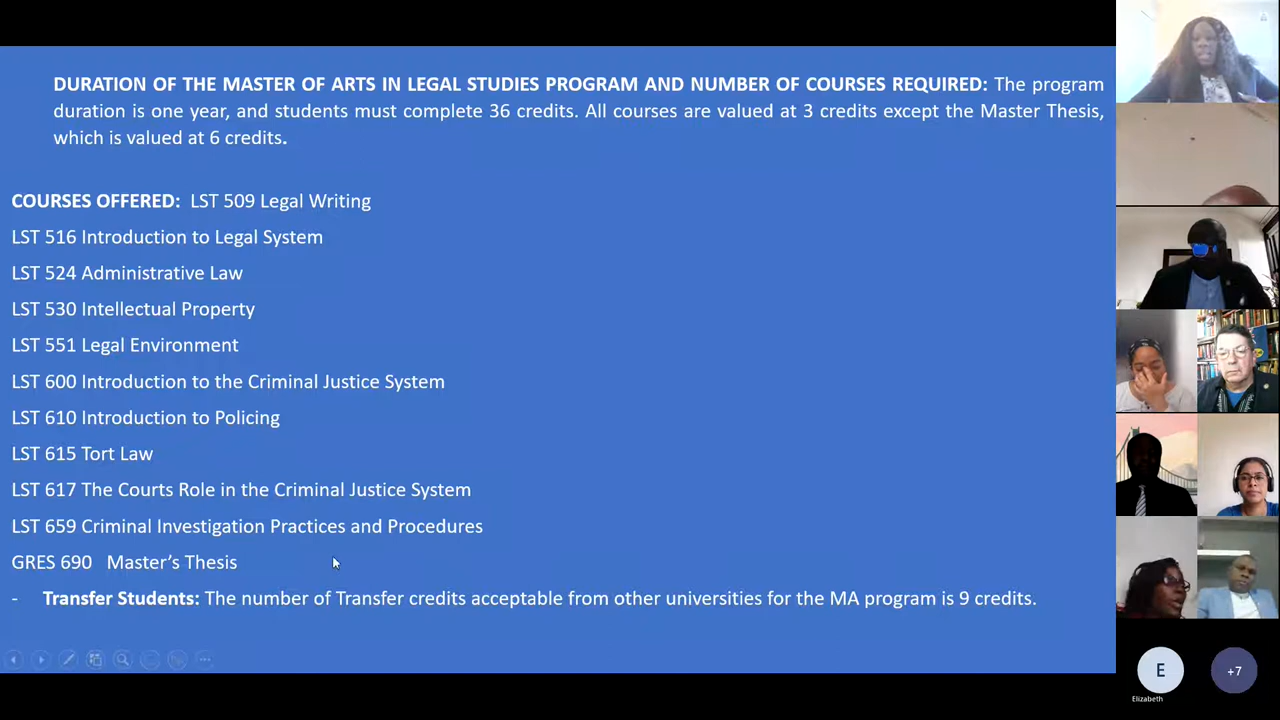 DURATION OF THE MASTER OF ARTS IN LEGAL STUDIES PROGRAM AND NUMBER OF COURSES REQUIRED: The program
duration is one year, and students must complete 36 credits. All courses are valued at 3 credits except the Master Thesis,
which is valued at 6 credits.
COURSES OFFERED: LST 509 Legal Writing
LST 516 Introduction to Legal System
LST 524 Administrative Law
LST 530 Intellectual Property
LST 551 Legal Environment
LST 600 Introduction to the Criminal Justice System
LST 610 Introduction to Policing
LST 615 Tort Law
LST 617 The Courts Role in the Criminal Justice System
LST 659 Criminal Investigation Practices and Procedures
GRES 690 Master’s Thesis
- Transfer Students: The number of Transfer credits acceptable from other universities for the MA program is 9 credits.
E
+7
Elizabeth